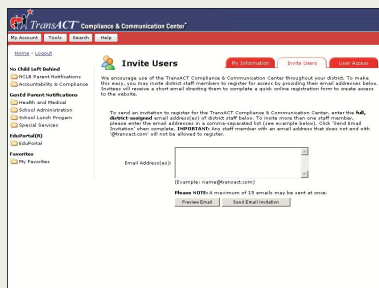 TransACT Compliance & Communication Center
My Account Tools Search Help
Home - Logout
No Child Left Behind
NCLB Parent Notifications
Accountability & Compliance
GenEd Parent Notifications
Health and Medical
School Administration
School Lunch Progam
Special Services
EduPortal(R)
EduPortal
Favorites
My Favorites
Invite Users
My Information Invite Users User Access
We encourage use of the TransACT Compliance & Communication Center throughout your district. To make
this easy, you may invite district staff members to register for access by providing their email addresses below.
Invitees will receive a short email directing them to complete a quick online registration form to create access
to the website.
To send an invitation to register for the TransACT Compliance & Communication Center, enter the full,
district-assigned email address(es) of district staff below. To invite more than one staff member,
please enter the email addresses in a comma-separated list (see example below). Click 'Send Email
Invitation' when complete. IMPORTANT: Any staff member with an email address that does not end with
'@transact.com' will not be allowed to register.
Email Address(es):
(Example: name@transact.com)
Please NOTE: A maximum of 15 emails may be sent at once.
Preview Email Send Email Invitation